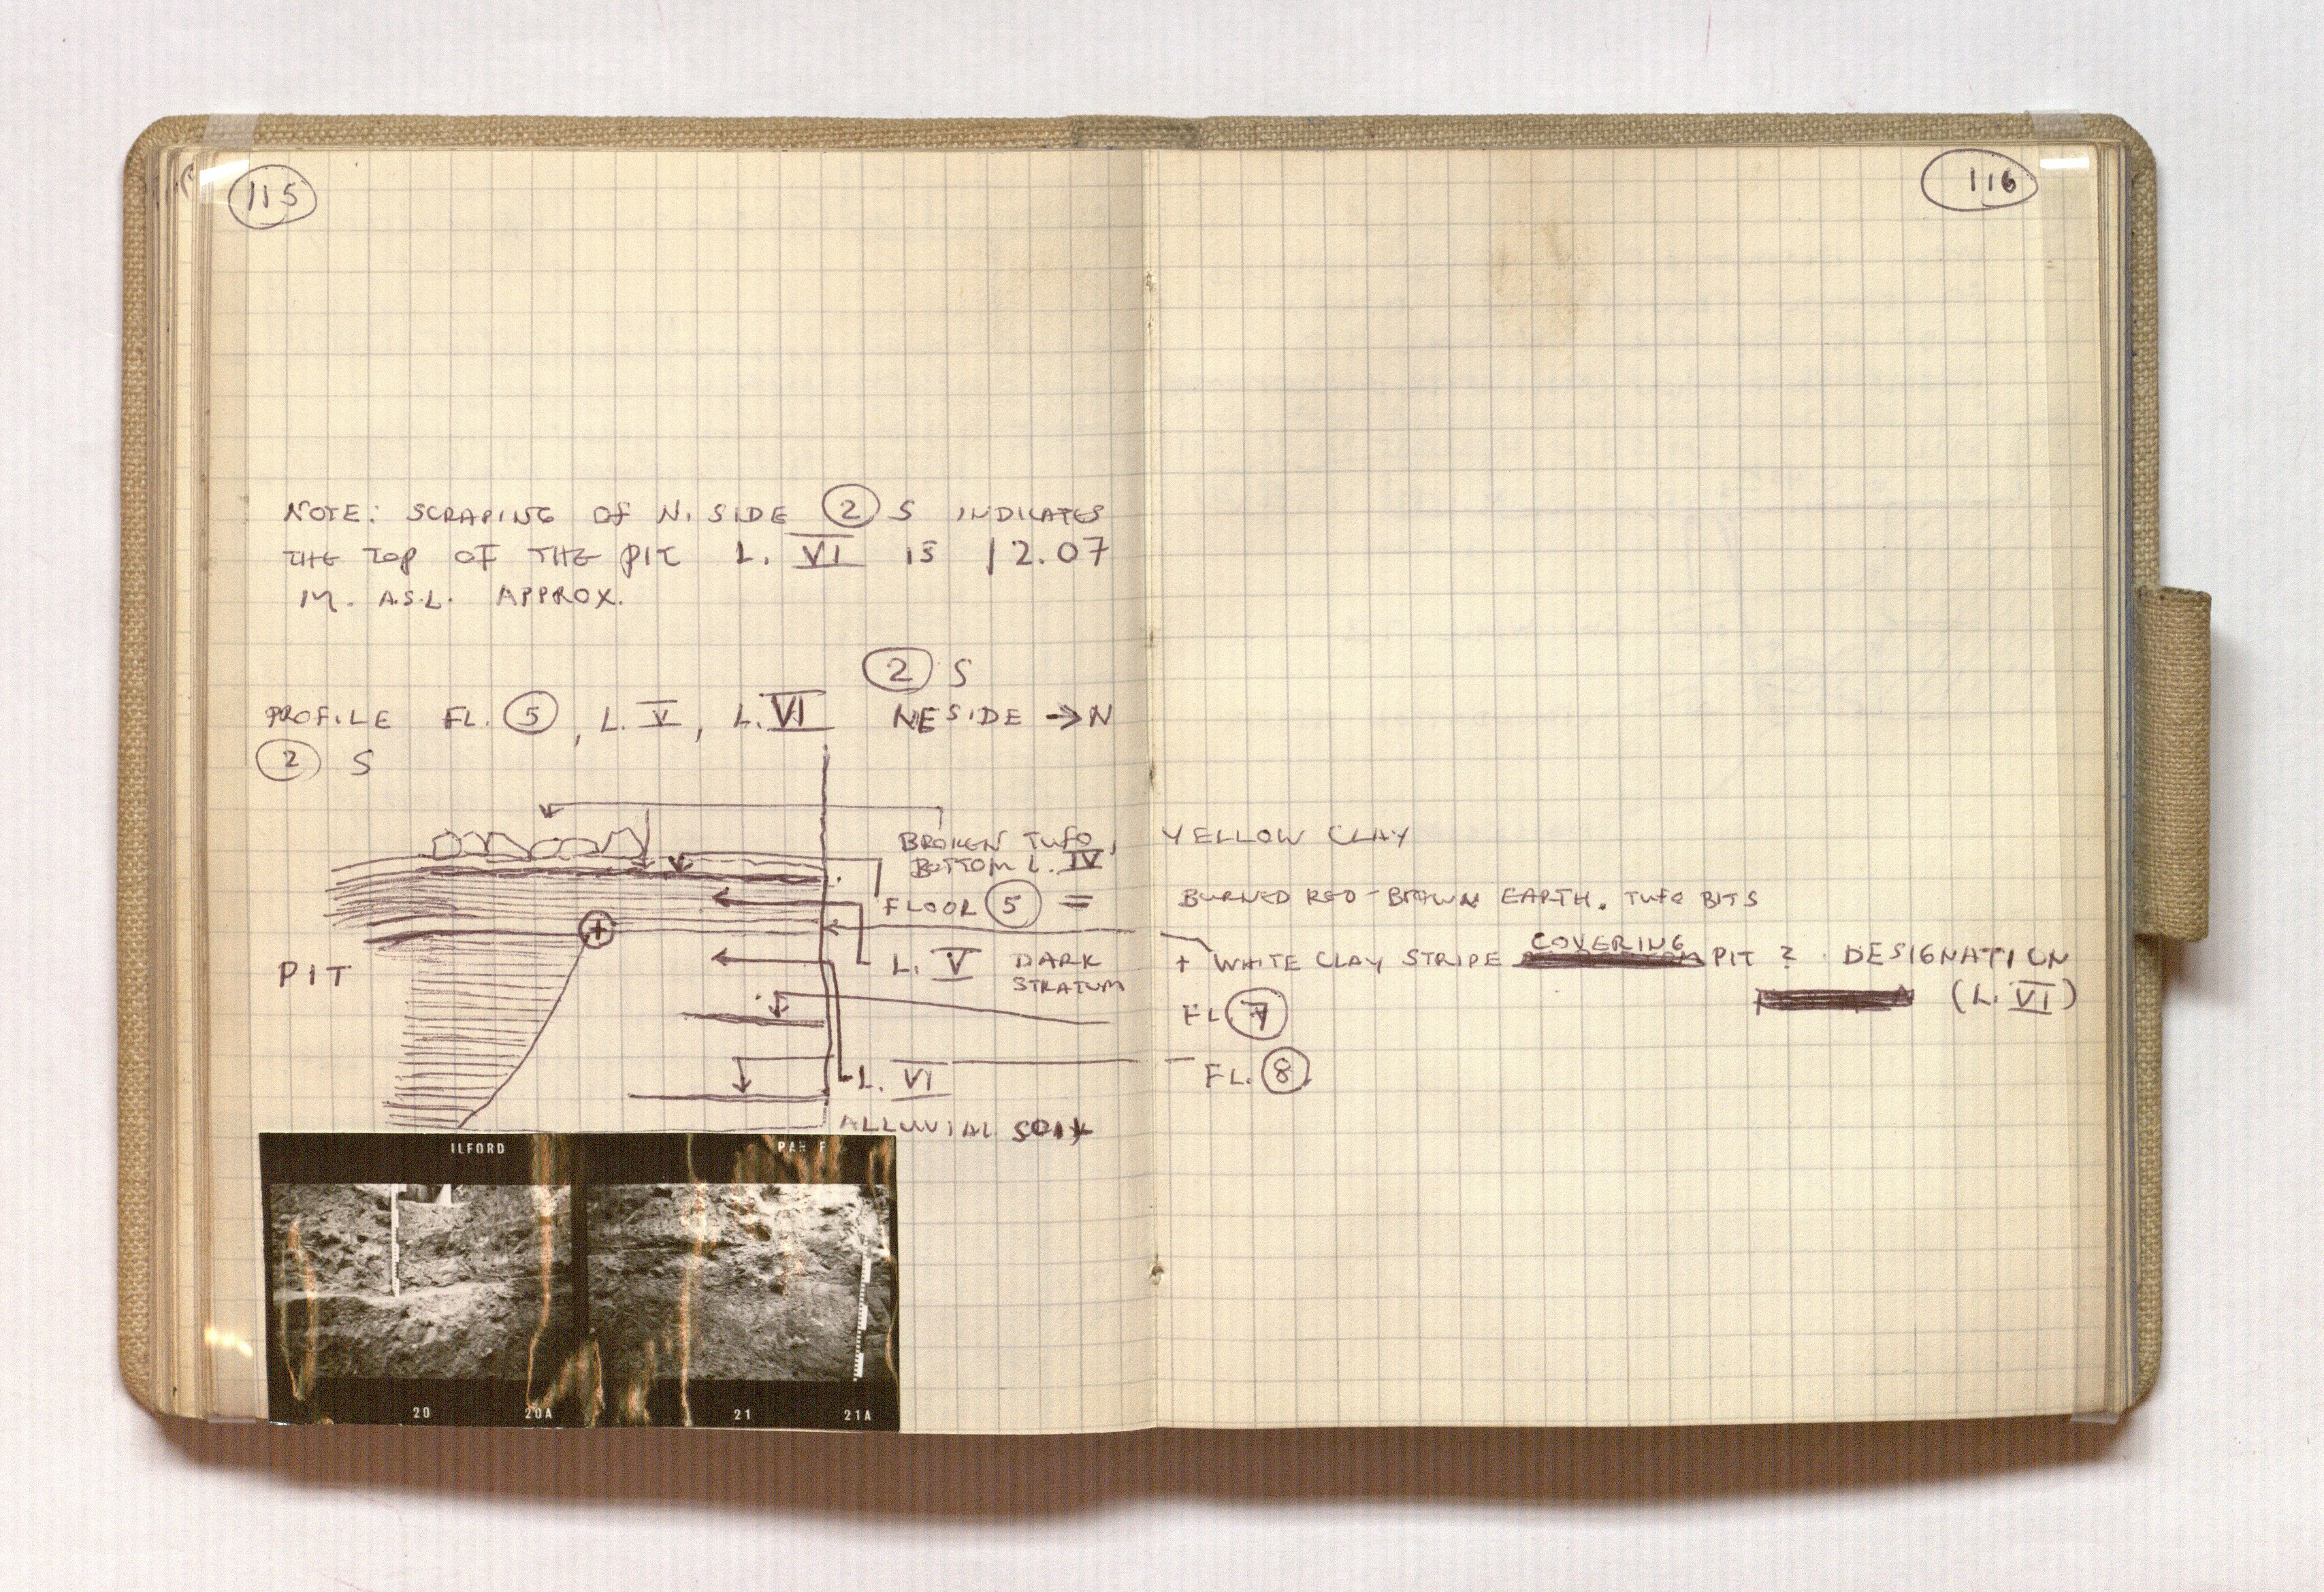 115
NOTE: SCRAPING OF N. SIDE 2 S INDICATES
THE TOP OF THE PIT L. VI IS 12.07
M. A.S.L. APPROX.
2 S
PROFILE FL. 5, L. V, L. VI NE SIDE → N
2 S
BROKEN TUFO,
BOTTOM L. IV
FLOOR 5 =
+
PIT
L. V DARK
STRATUM
L. VI
ALLUVIAL SOIL
ILFORD PAN F
20 20A 21 21A
116
YELLOW CLAY
BURNED RED-BROWN EARTH. TUFO BITS
COVERING
+ WHITE CLAY STRIPE PIT ? DESIGNATION
(L. VI)
FL. 7
FL. 8